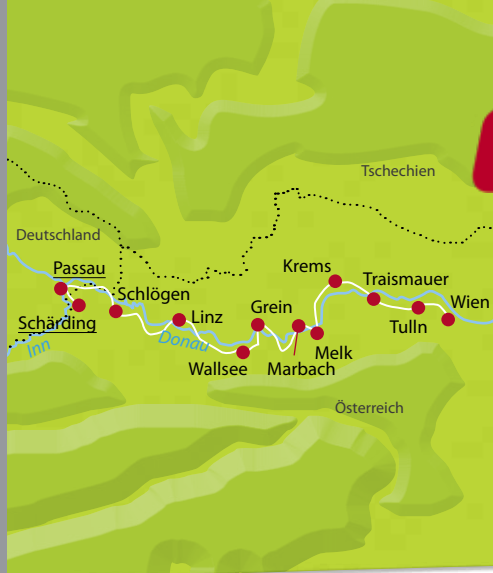 Tschechien
Deutschland
Passau
Krems
Traismauer
Schlögen
Wien
Grein
Linz
Schärding
Tulln
Inn
Donau
Melk
Wallsee
Marbach
Österreich